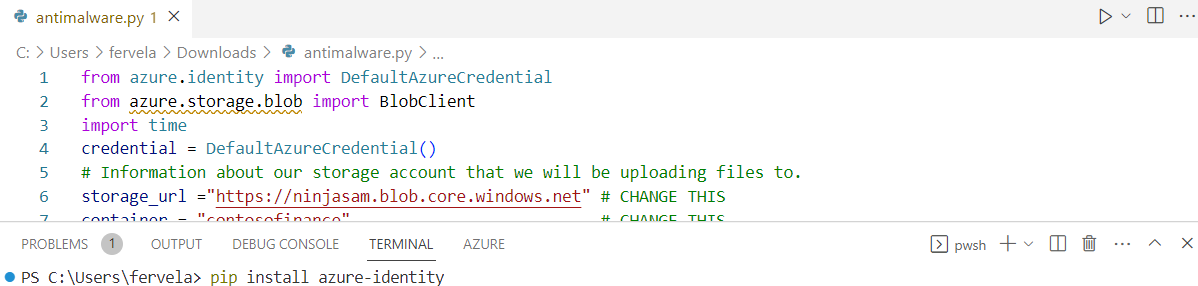 antimalware.py 1
C: > Users > fervela > Downloads > antimalware.py > ...
1 from azure.identity import DefaultAzureCredential
2 from azure.storage.blob import BlobClient
3 import time
4 credential = DefaultAzureCredential()
5 # Information about our storage account that we will be uploading files to.
6 storage_url ="https://ninjasam.blob.core.windows.net" # CHANGE THIS
7 container = "contosofinance" # CHANGE THIS
PROBLEMS 1 OUTPUT DEBUG CONSOLE TERMINAL AZURE pwsh
PS C:\Users\fervela> pip install azure-identity